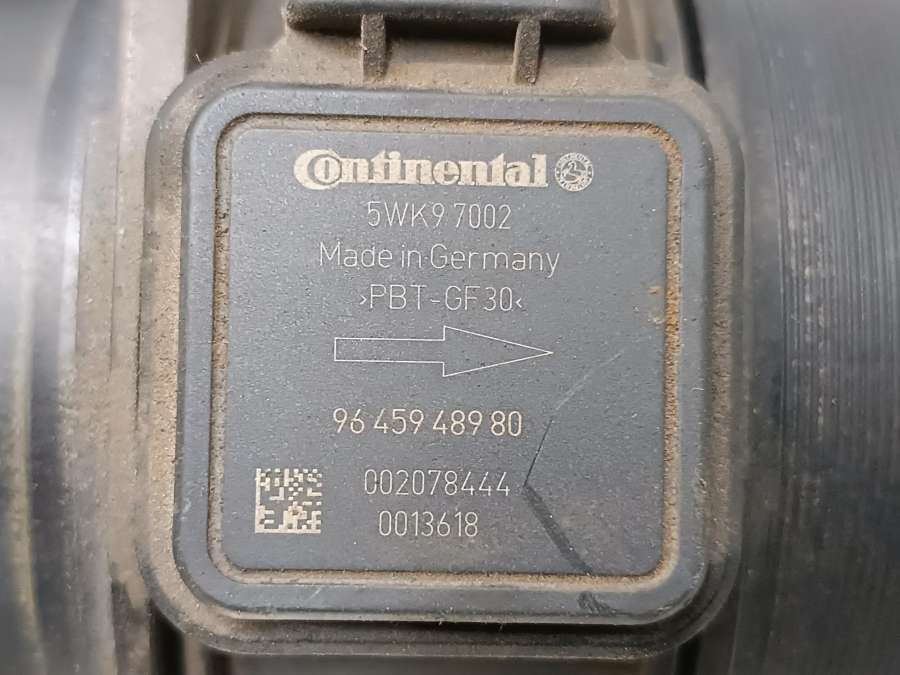 Continental
5WK9 7002
Made in Germany
›PBT-GF30‹
96 459 489 80
002078444
0013618